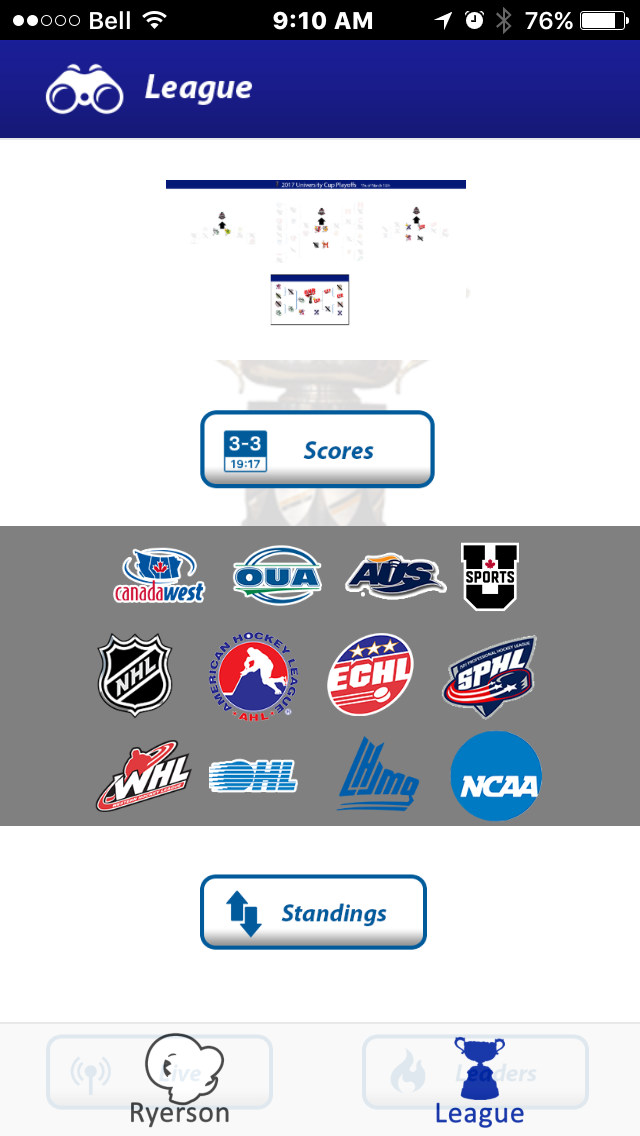 Bell 9:10 AM 76%
League
2017 University Cup Playoffs
3-3
19:17
Scores
canadawest OUA AUS U SPORTS
NHL AMERICAN HOCKEY LEAGUE AHL ECHL SPHL
WHL OHL LHJMQ NCAA
Standings
Live Leaders
Ryerson League